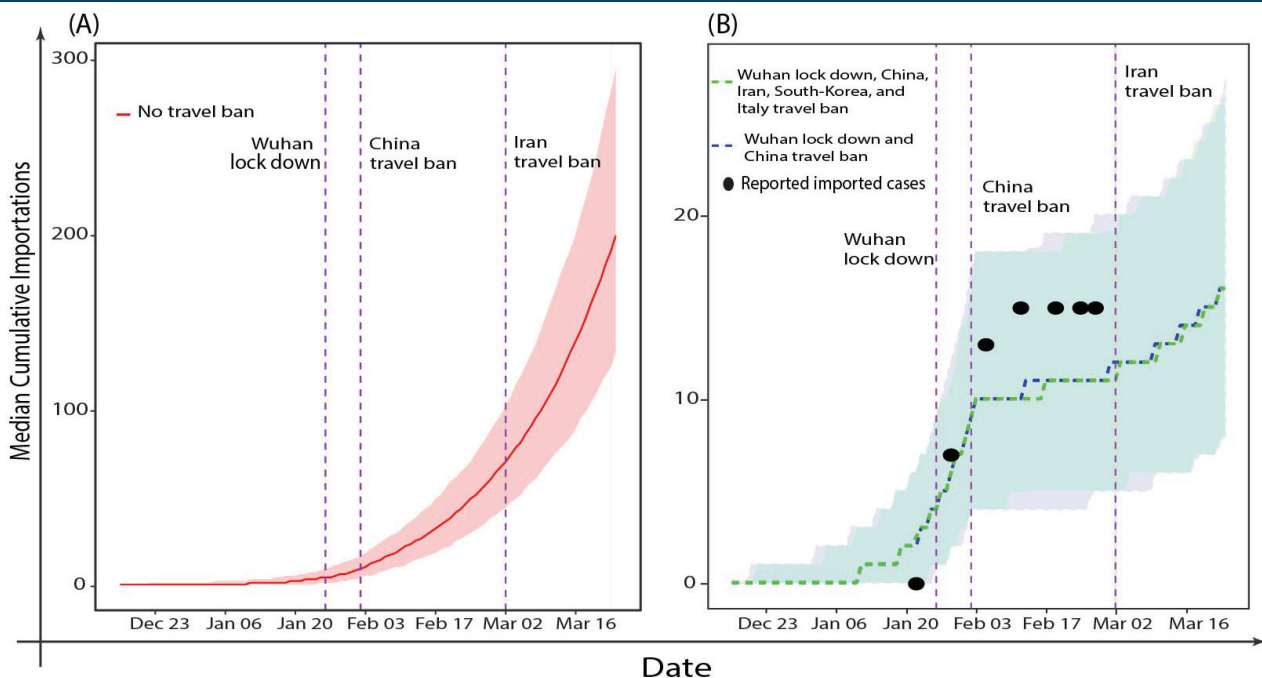 (A)
(B)
Median Cumulative Importations
300
200
100
0
No travel ban
Wuhan
lock down
China
travel ban
Iran
travel ban
Dec 23
Jan 06
Jan 20
Feb 03
Feb 17
Mar 02
Mar 16
Wuhan lock down, China,
Iran, South-Korea, and
Italy travel ban
Wuhan lock down and
China travel ban
Reported imported cases
Iran
travel ban
China
travel ban
Wuhan
lock down
20
10
0
Dec 23
Jan 06
Jan 20
Feb 03
Feb 17
Mar 02
Mar 16
Date